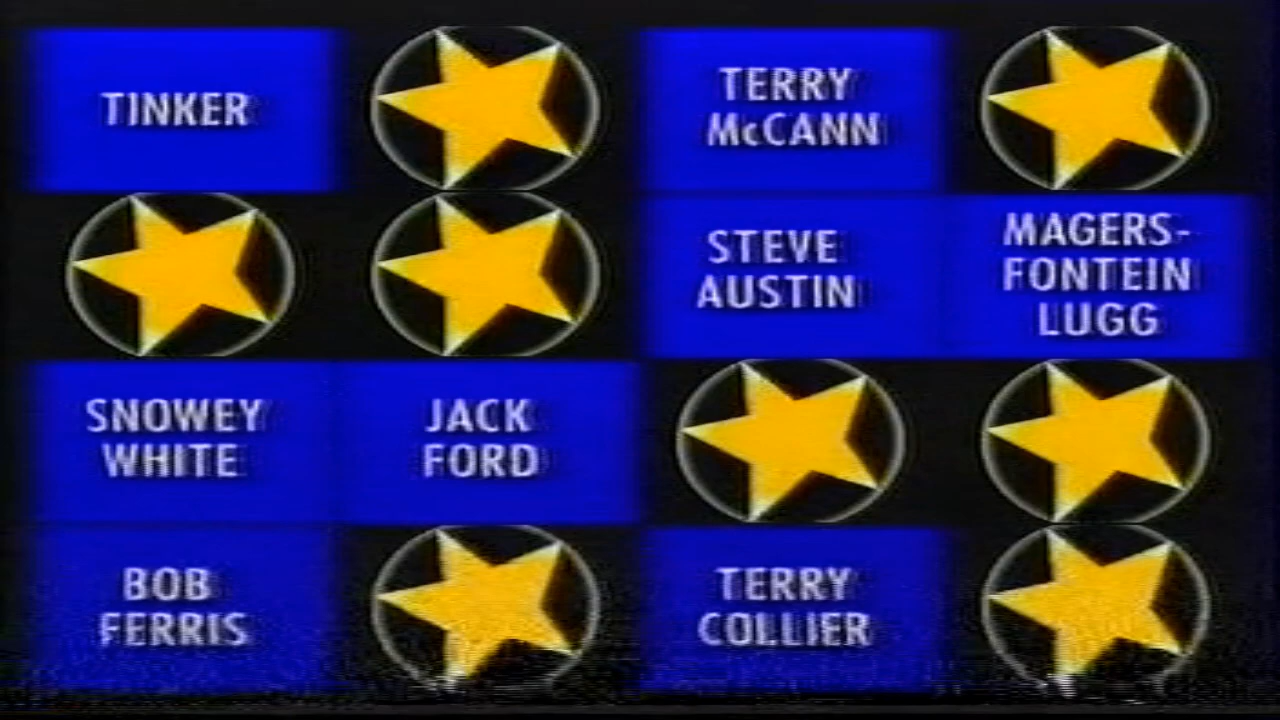 TINKER
TERRY
McCANN
STEVE
AUSTIN
MAGERS-
FONTEIN
LUGG
SNOWEY
WHITE
JACK
FORD
BOB
FERRIS
TERRY
COLLIER